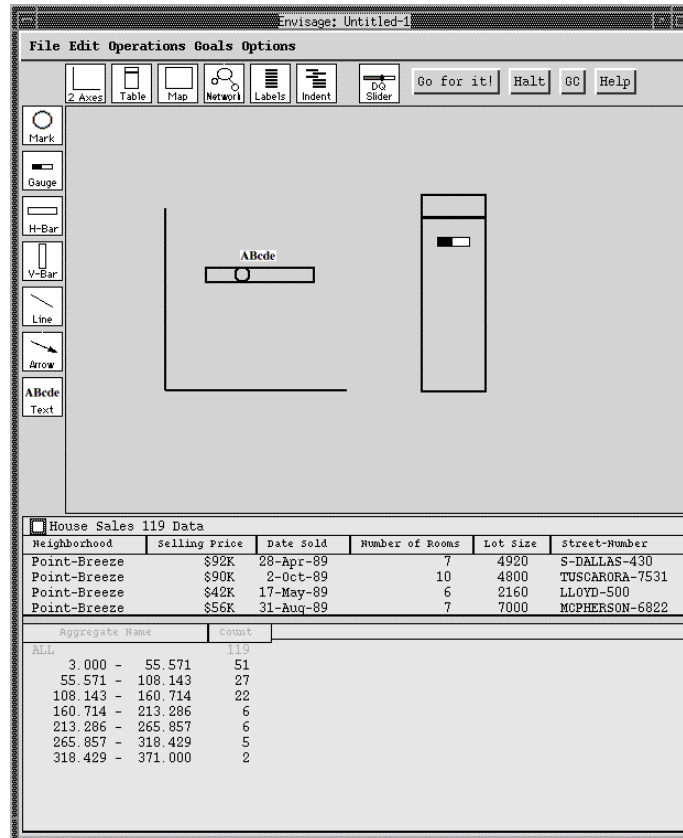 Envisage: Untitled-1
File Edit Operations Goals Options
2 Axes Table Map Network Labels Indent DQ Slider Go for it! Halt GC Help
Mark
Gauge
H-Bar
V-Bar
Line
Arrow
ABcde
Text
ABcde
House Sales 119 Data
Neighborhood Selling Price Date Sold Number of Rooms Lot Size Street-Number
Point-Breeze $92K 28-Apr-89 7 4920 S-DALLAS-430
Point-Breeze $90K 2-Oct-89 10 4800 TUSCARORA-7531
Point-Breeze $42K 17-May-89 6 2160 LLOYD-500
Point-Breeze $56K 31-Aug-89 7 7000 MCPHERSON-6822
Aggregate Name Count
ALL 119
3.000 - 55.571 51
55.571 - 108.143 27
108.143 - 160.714 22
160.714 - 213.286 6
213.286 - 265.857 6
265.857 - 318.429 5
318.429 - 371.000 2